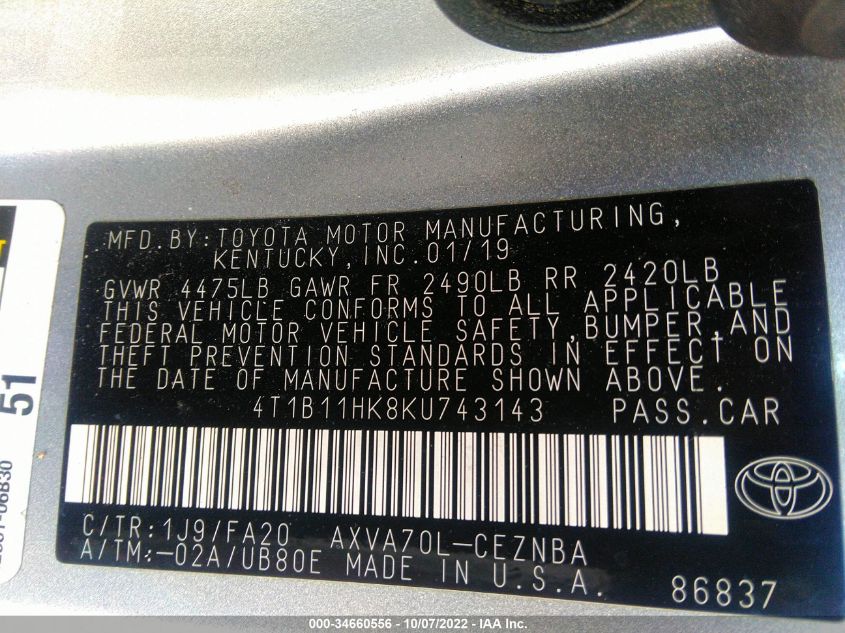 MFD. BY: TOYOTA MOTOR MANUFACTURING,
KENTUCKY, INC. 01/19
GVWR 4475LB GAWR FR 2490LB RR 2420LB
THIS VEHICLE CONFORMS TO ALL APPLICABLE
FEDERAL MOTOR VEHICLE SAFETY, BUMPER, AND
THEFT PREVENTION STANDARDS IN EFFECT ON
THE DATE OF MANUFACTURE SHOWN ABOVE.
4T1B11HK8KU743143 PASS. CAR
C/TR: 1J9/FA20 AXVA70L-CEZNBA
A/TM: -02A/UB80E MADE IN U.S.A. 86837
51
000-34660556 - 10/07/2022 - IAA Inc.